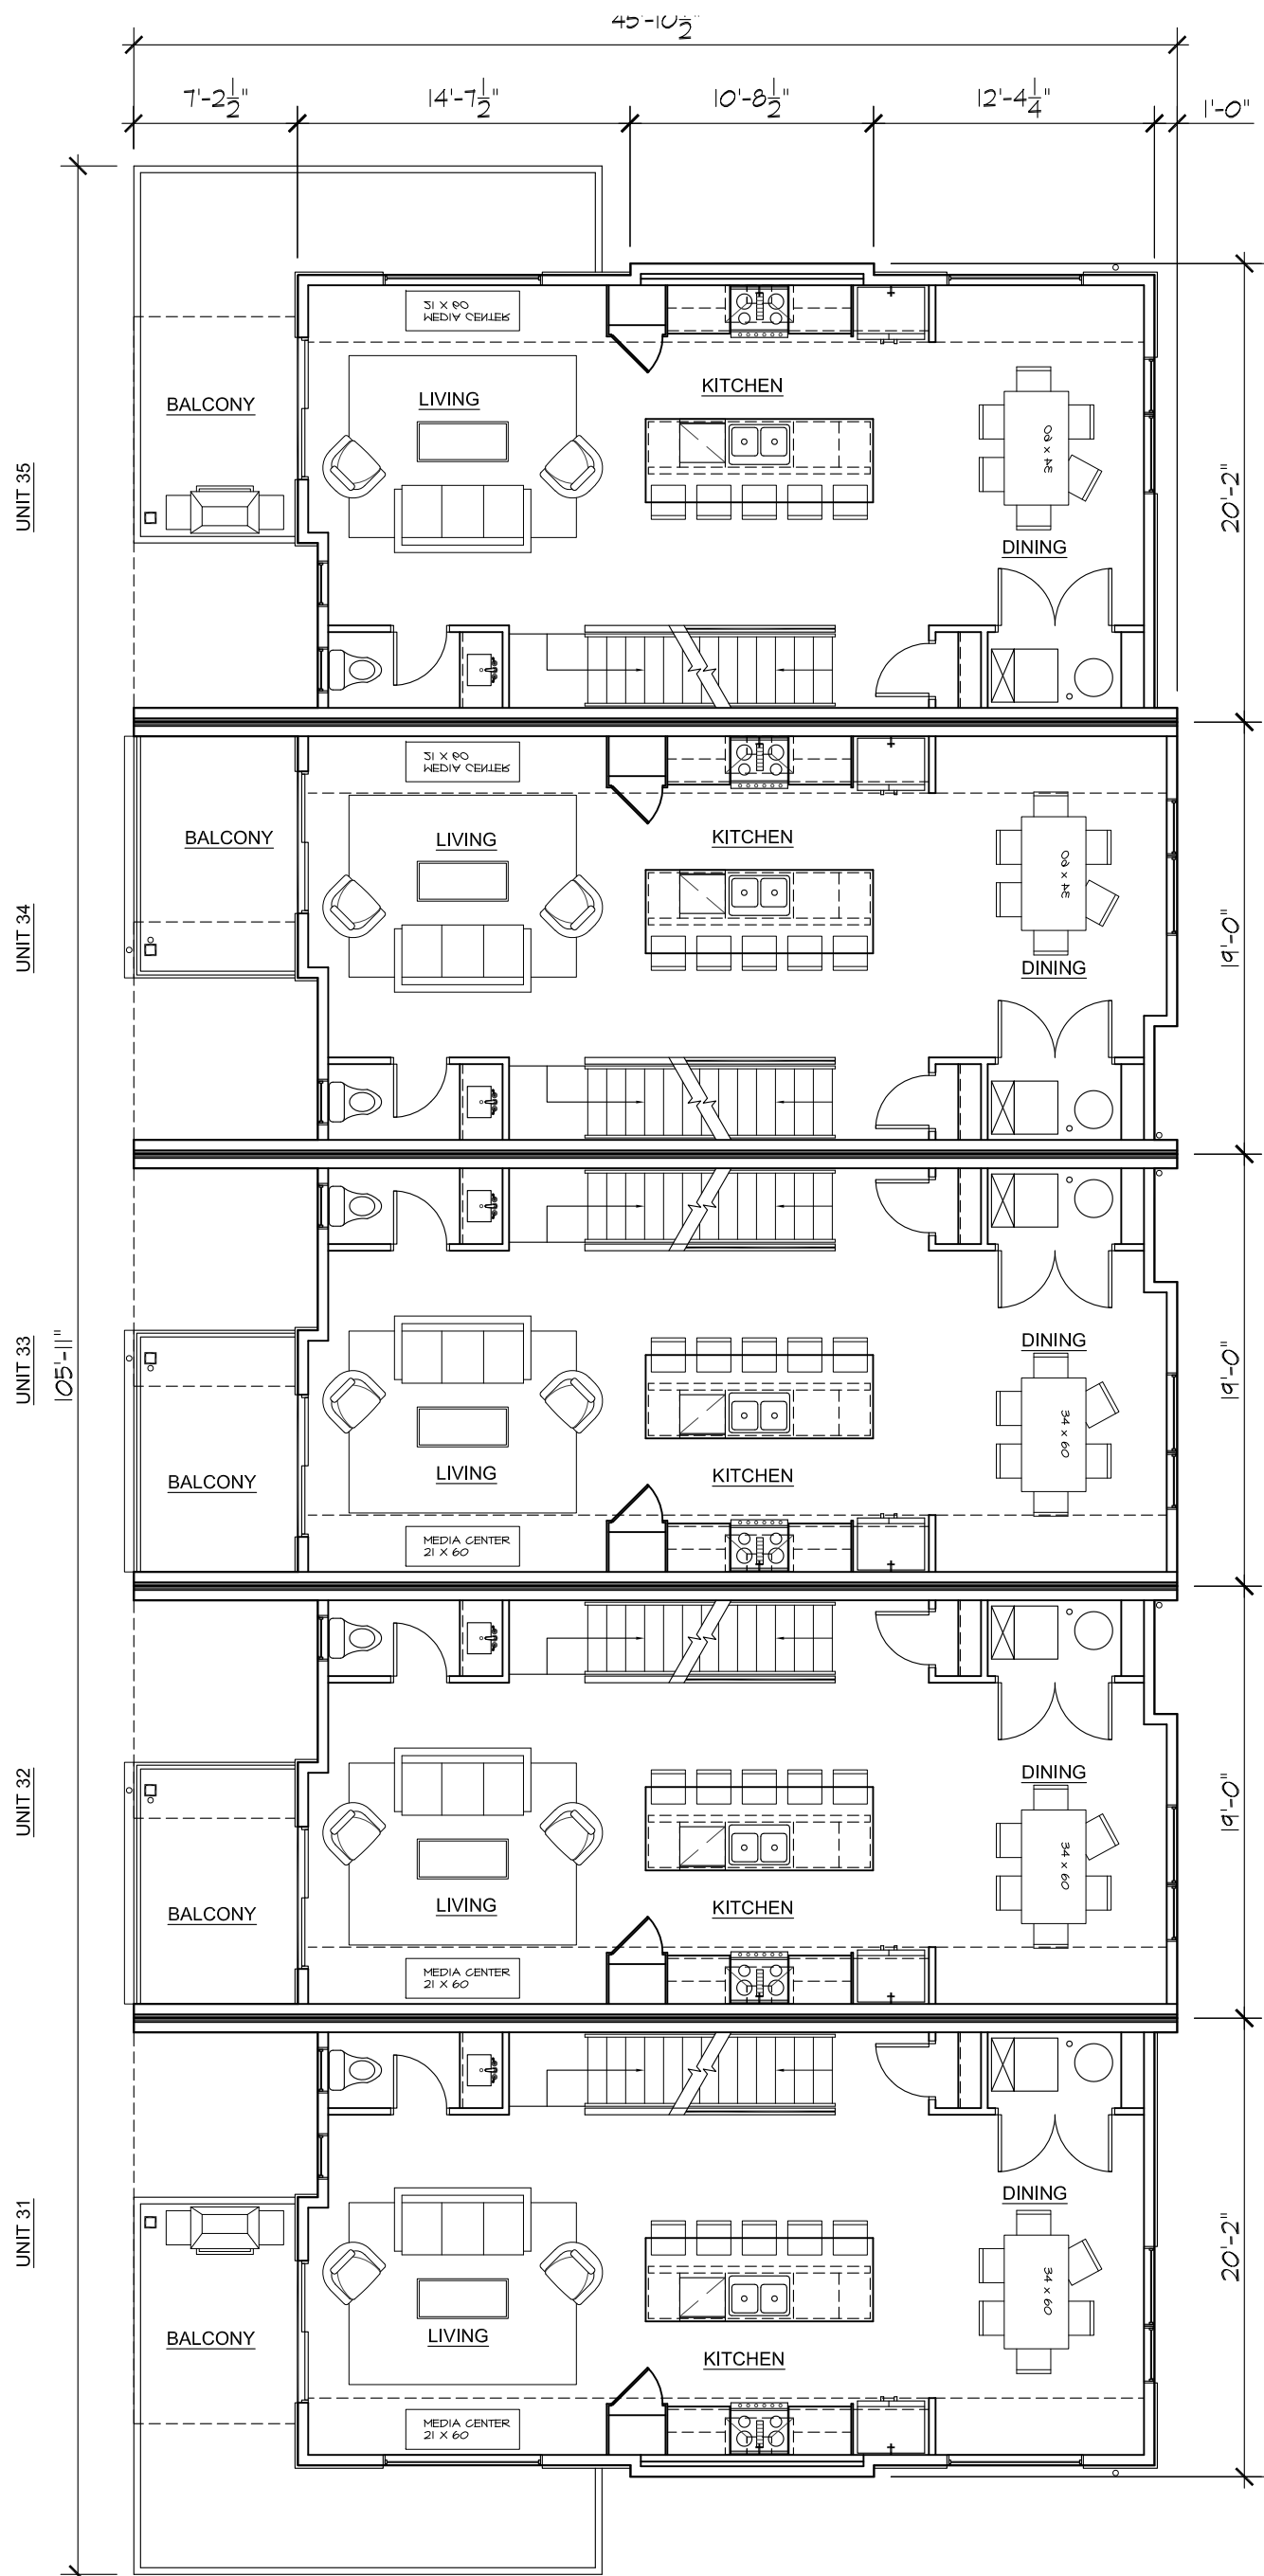 45'-10 1/2"
7'-2 1/2"
14'-7 1/2"
10'-8 1/2"
12'-4 1/4"
1'-0"
21 X 60
MEDIA CENTER
LIVING
KITCHEN
BALCONY
34 x 60
UNIT 35
20'-2"
DINING
21 X 60
MEDIA CENTER
BALCONY
LIVING
KITCHEN
34 x 60
UNIT 34
19'-0"
DINING
UNIT 33
105'-11"
DINING
19'-0"
34 x 60
LIVING
KITCHEN
BALCONY
MEDIA CENTER
21 X 60
UNIT 32
DINING
19'-0"
34 x 60
LIVING
KITCHEN
BALCONY
MEDIA CENTER
21 X 60
UNIT 31
DINING
20'-2"
34 x 60
LIVING
BALCONY
KITCHEN
MEDIA CENTER
21 X 60